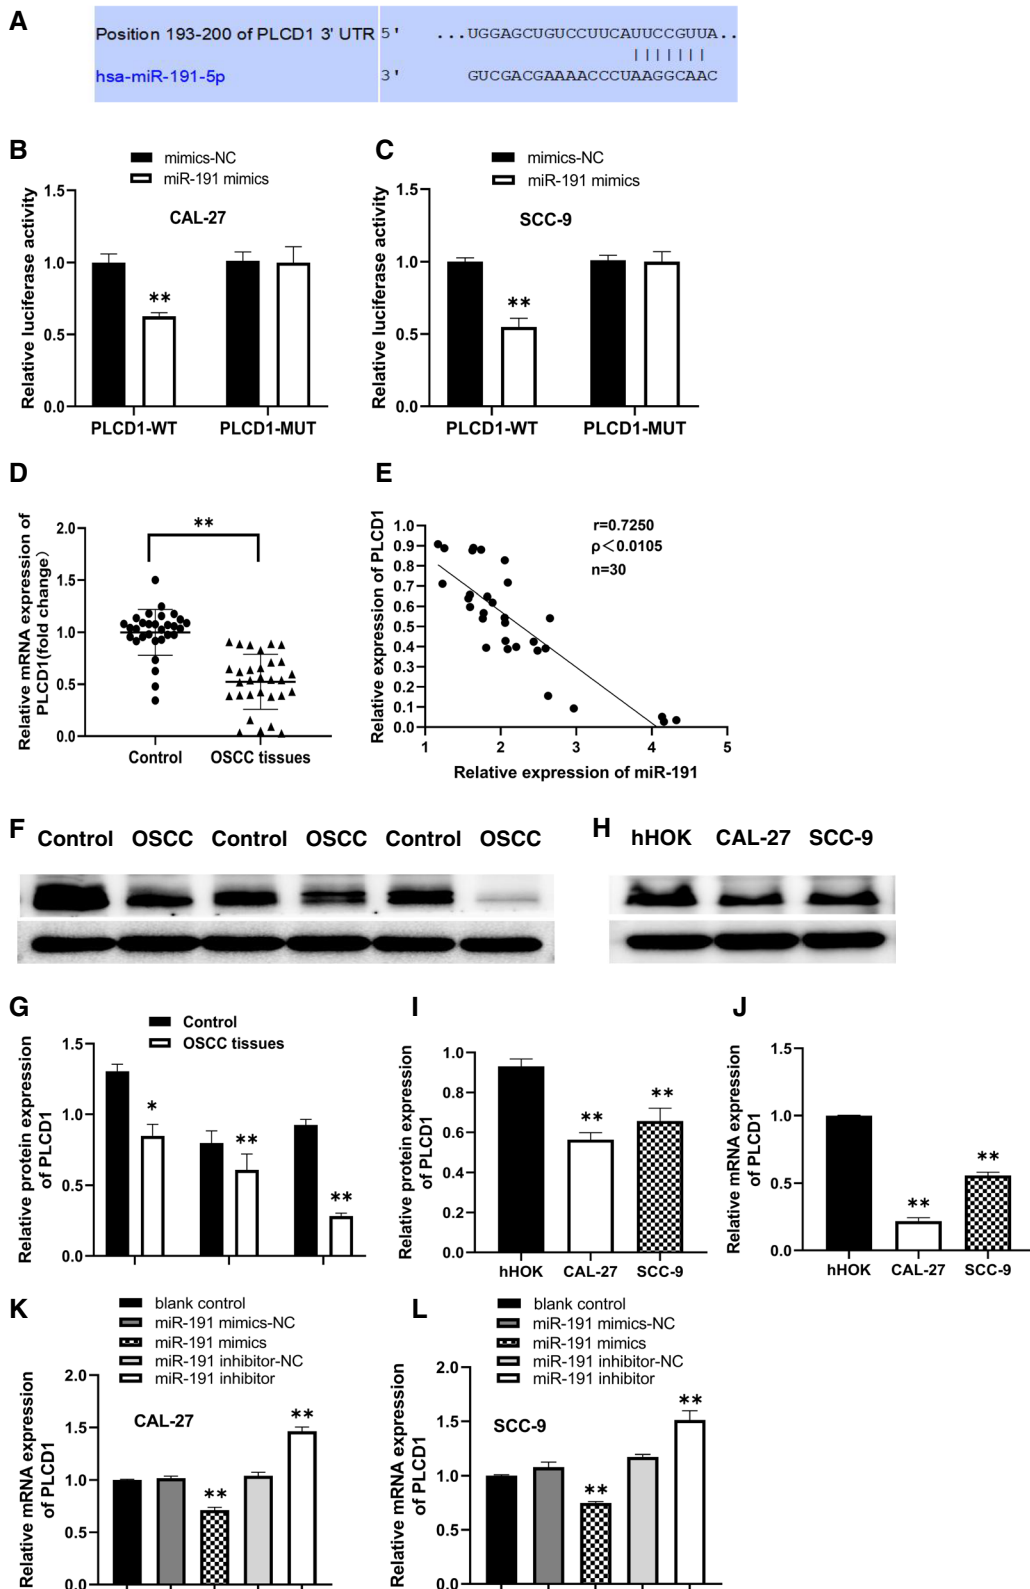 A
Position 193-200 of PLCD1 3' UTR 5' ...UGGAGCUGUCCUUCAUUCCGUUA..
hsa-miR-191-5p 3' GUCGACGAAAACCCUAAGGCAAC
B
mimics-NC
miR-191 mimics
CAL-27
Relative luciferase activity
1.5
1.0
0.5
0.0
**
PLCD1-WT PLCD1-MUT
C
mimics-NC
miR-191 mimics
SCC-9
Relative luciferase activity
1.5
1.0
0.5
0.0
**
PLCD1-WT PLCD1-MUT
D
Relative mRNA expression of
PLCD1(fold change)
2.0
1.5
1.0
0.5
0.0
**
Control OSCC tissues
E
Relative expression of PLCD1
1.0
0.9
0.8
0.7
0.6
0.5
0.4
0.3
0.2
0.1
0.0
r=0.7250
ρ<0.0105
n=30
1 2 3 4 5
Relative expression of miR-191
F
Control OSCC Control OSCC Control OSCC
H
hHOK CAL-27 SCC-9
G
Control
OSCC tissues
Relative protein expression
of PLCD1
1.5
1.0
0.5
0.0
*
**
**
I
Relative protein expression
of PLCD1
1.0
0.8
0.6
0.4
0.2
0.0
**
**
hHOK CAL-27 SCC-9
J
Relative mRNA expression
of PLCD1
1.5
1.0
0.5
0.0
**
**
hHOK CAL-27 SCC-9
K
blank control
miR-191 mimics-NC
miR-191 mimics
miR-191 inhibitor-NC
miR-191 inhibitor
CAL-27
Relative mRNA expression
of PLCD1
2.0
1.5
1.0
0.5
0.0
**
**
L
blank control
miR-191 mimics-NC
miR-191 mimics
miR-191 inhibitor-NC
miR-191 inhibitor
SCC-9
Relative mRNA expression
of PLCD1
2.0
1.5
1.0
0.5
0.0
**
**